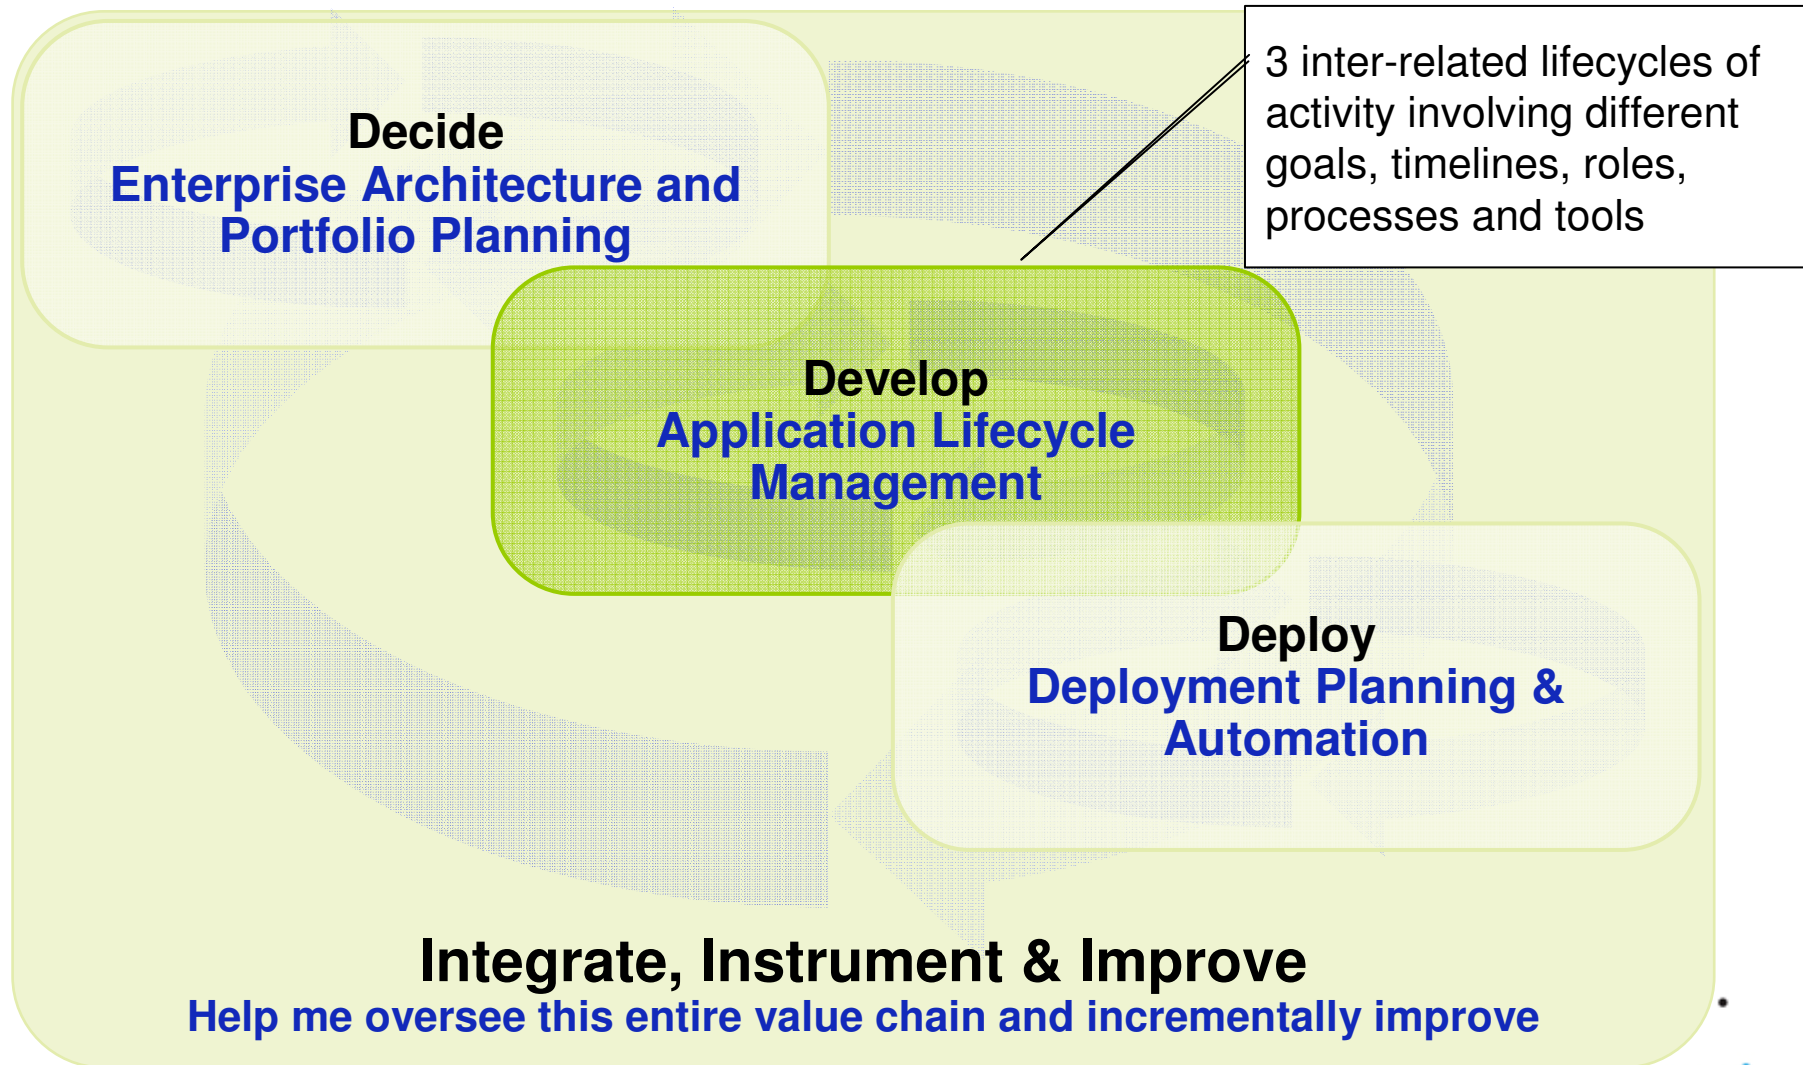 3 inter-related lifecycles of
activity involving different
goals, timelines, roles,
processes and tools
Decide
Enterprise Architecture and
Portfolio Planning
Develop
Application Lifecycle
Management
Deploy
Deployment Planning &
Automation
Integrate, Instrument & Improve
Help me oversee this entire value chain and incrementally improve